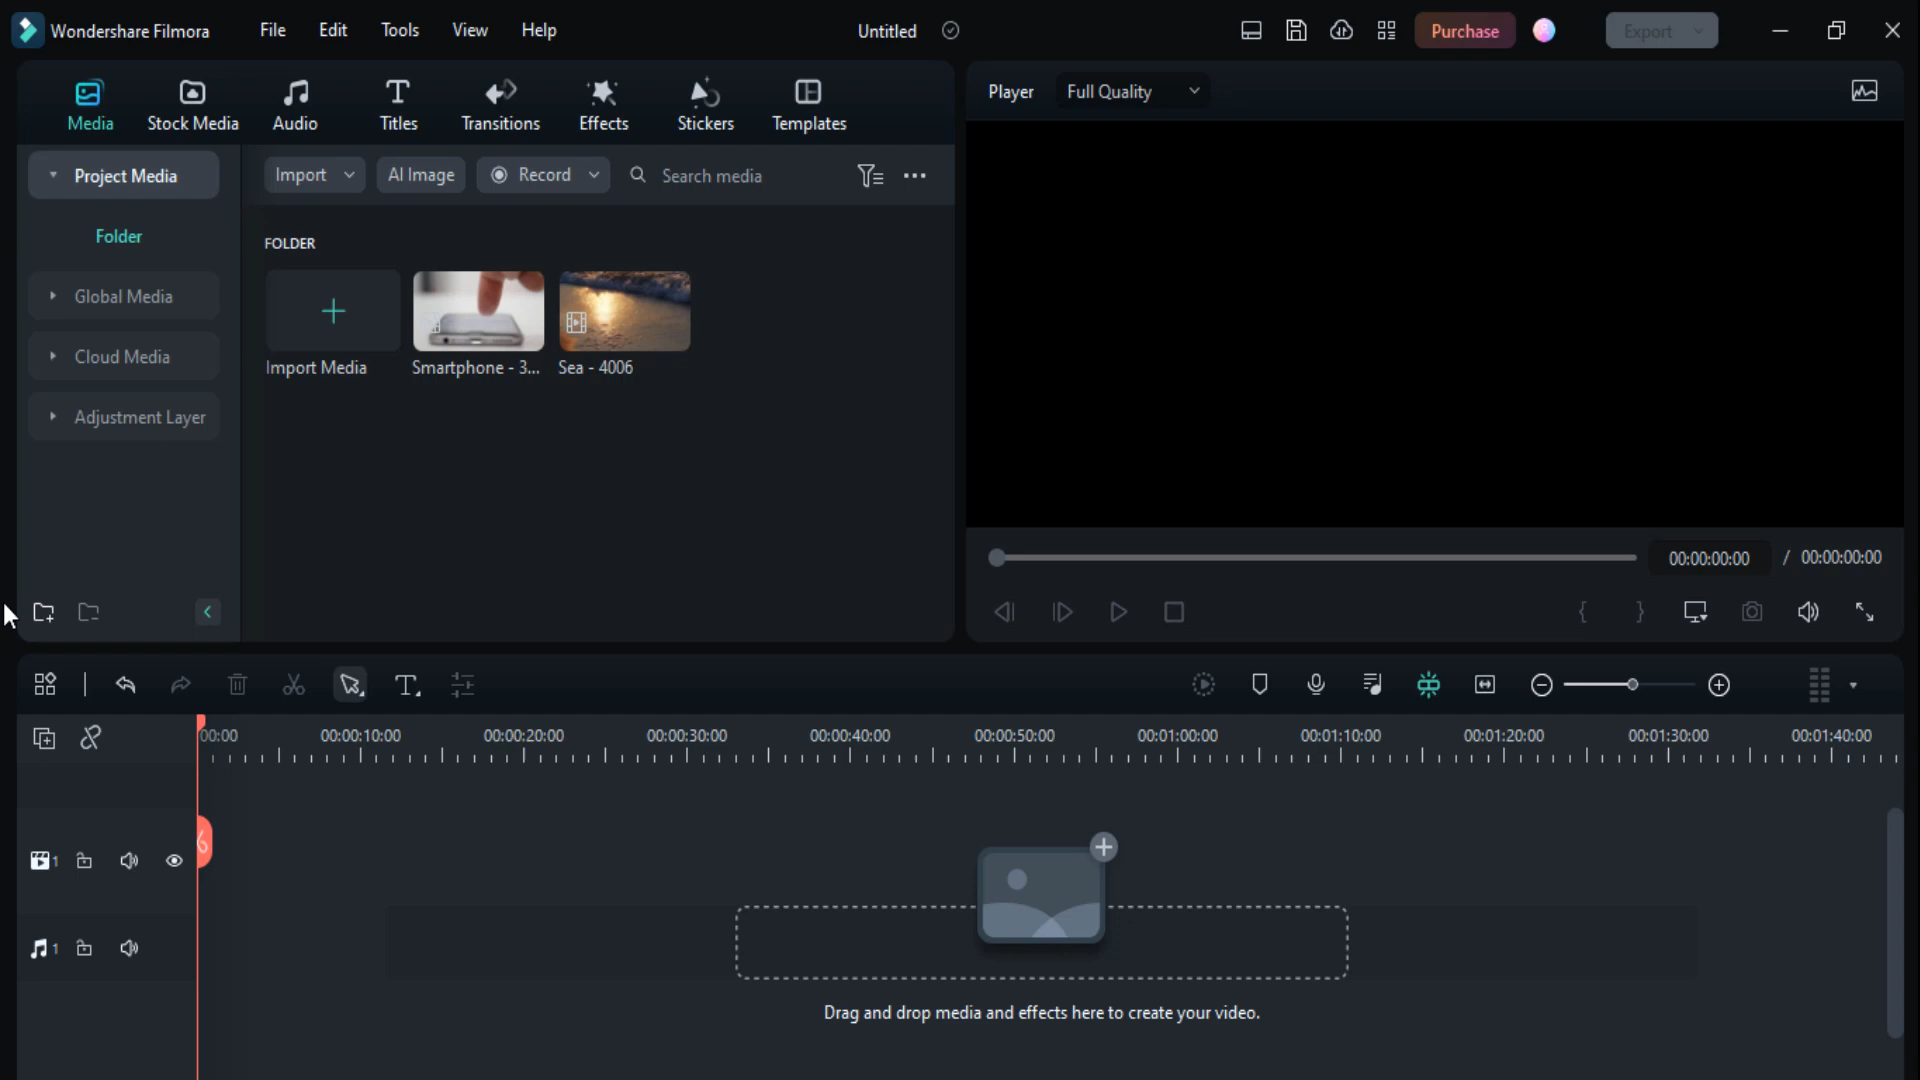 Wondershare Filmora
File
Edit
Tools
View
Help
Untitled
Purchase
Export
Media
Stock Media
Audio
Titles
Transitions
Effects
Stickers
Templates
Player
Full Quality
Project Media
Import
AI Image
Record
Search media
Folder
FOLDER
Global Media
Cloud Media
Adjustment Layer
Import Media
Smartphone - 3...
Sea - 4006
00:00:00:00 / 00:00:00:00
00:00
00:00:10:00
00:00:20:00
00:00:30:00
00:00:40:00
00:00:50:00
00:01:00:00
00:01:10:00
00:01:20:00
00:01:30:00
00:01:40:00
1
1
Drag and drop media and effects here to create your video.